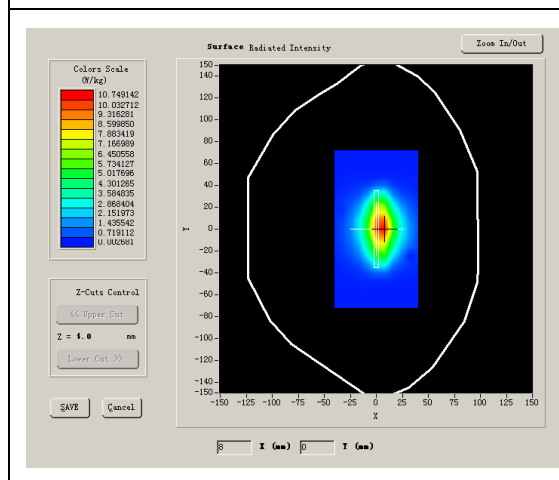 Surface Radiated Intensity
Zoom In/Out
Colors Scale
(W/kg)
10.749142
10.032712
9.316281
8.599850
7.883419
7.166989
6.450558
5.734127
5.017696
4.301265
3.584835
2.868404
2.151973
1.435542
0.719112
0.002681
150
140
120
100
80
60
40
20
0
-20
-40
-60
-80
-100
-120
-140
-150
Y
-150 -125 -100 -75 -50 -25 0 25 50 75 100 125 150
X
Z-Cuts Control
<< Upper Cut
Z = 4.0 mm
Lower Cut >>
SAVE Cancel
8 X (mm) 0 Y (mm)